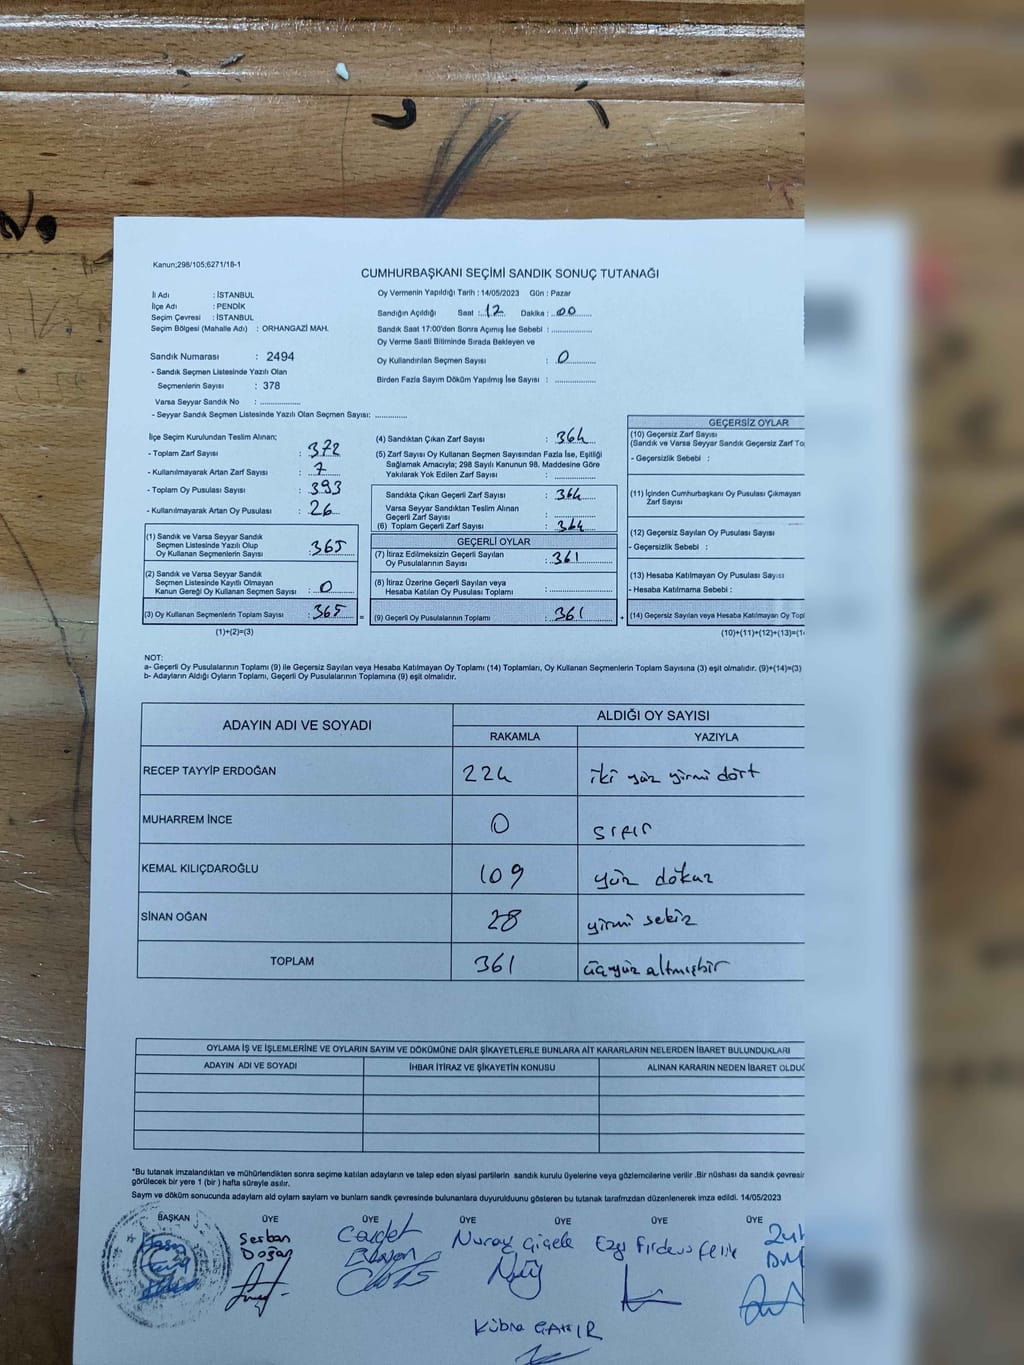 No
Kanun;298/105;6271/18-1
CUMHURBAŞKANI SEÇİMİ SANDIK SONUÇ TUTANAĞI
İl Adı : İSTANBUL
İlçe Adı : PENDİK
Seçim Çevresi : İSTANBUL
Seçim Bölgesi (Mahalle Adı) : ORHANGAZİ MAH.
Sandık Numarası : 2494
- Sandık Seçmen Listesinde Yazılı Olan
Seçmenlerin Sayısı : 378
Varsa Seyyar Sandık No : ....................
- Seyyar Sandık Seçmen Listesinde Yazılı Olan Seçmen Sayısı: ................
Oy Vermenin Yapıldığı Tarih : 14/05/2023 Gün : Pazar
Sandığın Açıldığı Saat : 12 Dakika : 00
Sandık Saat 17:00'den Sonra Açılmış İse Sebebi : ....................
Oy Verme Saati Bitiminde Sırada Bekleyen ve
Oy Kullandırılan Seçmen Sayısı : 0
Birden Fazla Sayım Döküm Yapılmış İse Sayısı : ....................
İlçe Seçim Kurulundan Teslim Alınan;
- Toplam Zarf Sayısı : 372
- Kullanılmayarak Artan Zarf Sayısı : 7
- Toplam Oy Pusulası Sayısı : 393
- Kullanılmayarak Artan Oy Pusulası : 26
(1) Sandık ve Varsa Seyyar Sandık
Seçmen Listesinde Yazılı Olup
Oy Kullanan Seçmenlerin Sayısı : 365
(2) Sandık ve Varsa Seyyar Sandık
Seçmen Listesinde Kayıtlı Olmayan
Kanun Gereği Oy Kullanan Seçmen Sayısı : 0
(3) Oy Kullanan Seçmenlerin Toplam Sayısı : 365 =
(1)+(2)=(3)
(4) Sandıktan Çıkan Zarf Sayısı : 364
(5) Zarf Sayısı Oy Kullanan Seçmen Sayısından Fazla İse, Eşitliği
Sağlamak Amacıyla; 298 Sayılı Kanunun 98. Maddesine Göre
Yakılarak Yok Edilen Zarf Sayısı : ....................
Sandıkta Çıkan Geçerli Zarf Sayısı : 364
Varsa Seyyar Sandıktan Teslim Alınan
Geçerli Zarf Sayısı : ....................
(6) Toplam Geçerli Zarf Sayısı : 364
GEÇERLİ OYLAR
(7) İtiraz Edilmeksizin Geçerli Sayılan
Oy Pusulalarının Sayısı : 361
(8) İtiraz Üzerine Geçerli Sayılan veya
Hesaba Katılan Oy Pusulası Toplamı : ....................
(9) Geçerli Oy Pusulalarının Toplamı : 361 +
GEÇERSİZ OYLAR
(10) Geçersiz Zarf Sayısı
(Sandık ve Varsa Seyyar Sandık Geçersiz Zarf To
- Geçersizlik Sebebi :
(11) İçinden Cumhurbaşkanı Oy Pusulası Çıkmayan
Zarf Sayısı
(12) Geçersiz Sayılan Oy Pusulası Sayısı
- Geçersizlik Sebebi :
(13) Hesaba Katılmayan Oy Pusulası Sayısı
- Hesaba Katılmama Sebebi :
(14) Geçersiz Sayılan veya Hesaba Katılmayan Oy Topl
(10)+(11)+(12)+(13)=(14
NOT:
a- Geçerli Oy Pusulalarının Toplamı (9) ile Geçersiz Sayılan veya Hesaba Katılmayan Oy Toplamı (14) Toplamları, Oy Kullanan Seçmenlerin Toplam Sayısına (3) eşit olmalıdır. (9)+(14)=(3)
b- Adayların Aldığı Oyların Toplamı, Geçerli Oy Pusulalarının Toplamına (9) eşit olmalıdır.
ADAYIN ADI VE SOYADI ALDIĞI OY SAYISI
RAKAMLA YAZIYLA
RECEP TAYYİP ERDOĞAN 224 iki yüz yirmi dört
MUHARREM İNCE 0 sıfır
KEMAL KILIÇDAROĞLU 109 yüz dokuz
SİNAN OĞAN 28 yirmi sekiz
TOPLAM 361 üçyüz altmışbir
OYLAMA İŞ VE İŞLEMLERİNE VE OYLARIN SAYIM VE DÖKÜMÜNE DAİR ŞİKAYETLERLE BUNLARA AİT KARARLARIN NELERDEN İBARET BULUNDUKLARI
ADAYIN ADI VE SOYADI İHBAR İTİRAZ VE ŞİKAYETİN KONUSU ALINAN KARARIN NEDEN İBARET OLDUĞ
*Bu tutanak imzalandıktan ve mühürlendikten sonra seçime katılan adayların ve talep eden siyasi partilerin sandık kurulu üyelerine veya gözlemcilerine verilir .Bir nüshası da sandık çevresin
görülecek bir yere 1 (bir ) hafta süreyle asılır.
Sayım ve döküm sonucunda adayların ald oyların sayların ve bunların sandk çevresinde bulunanlara duyurulduunu gösteren bu tutanak tarafmzdan düzenlenerek imza edildi. 14/05/2023
BAŞKAN ÜYE ÜYE ÜYE ÜYE ÜYE ÜYE
Serban Doğan
Cevdet
Nuray Çiçek
Ezgi Firdevs Çelik
Kübra ÇAKIR